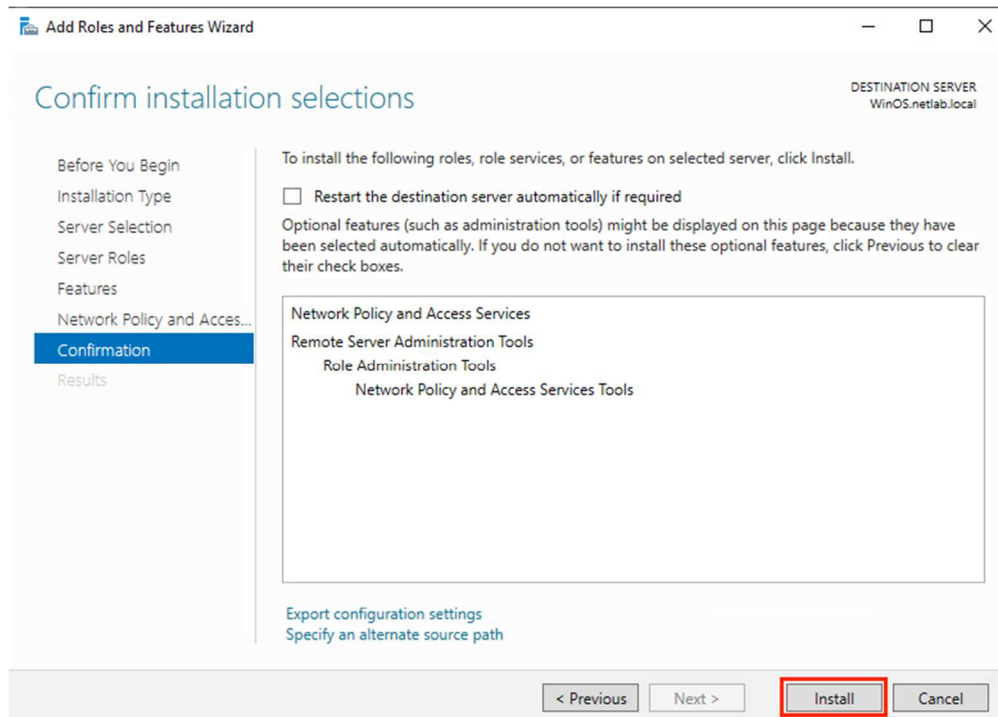 Add Roles and Features Wizard
Confirm installation selections
DESTINATION SERVER
WinOS.netlab.local
Before You Begin
Installation Type
Server Selection
Server Roles
Features
Network Policy and Acces...
Confirmation
Results
To install the following roles, role services, or features on selected server, click Install.
Restart the destination server automatically if required
Optional features (such as administration tools) might be displayed on this page because they have
been selected automatically. If you do not want to install these optional features, click Previous to clear
their check boxes.
Network Policy and Access Services
Remote Server Administration Tools
Role Administration Tools
Network Policy and Access Services Tools
Export configuration settings
Specify an alternate source path
< Previous
Next >
Install
Cancel